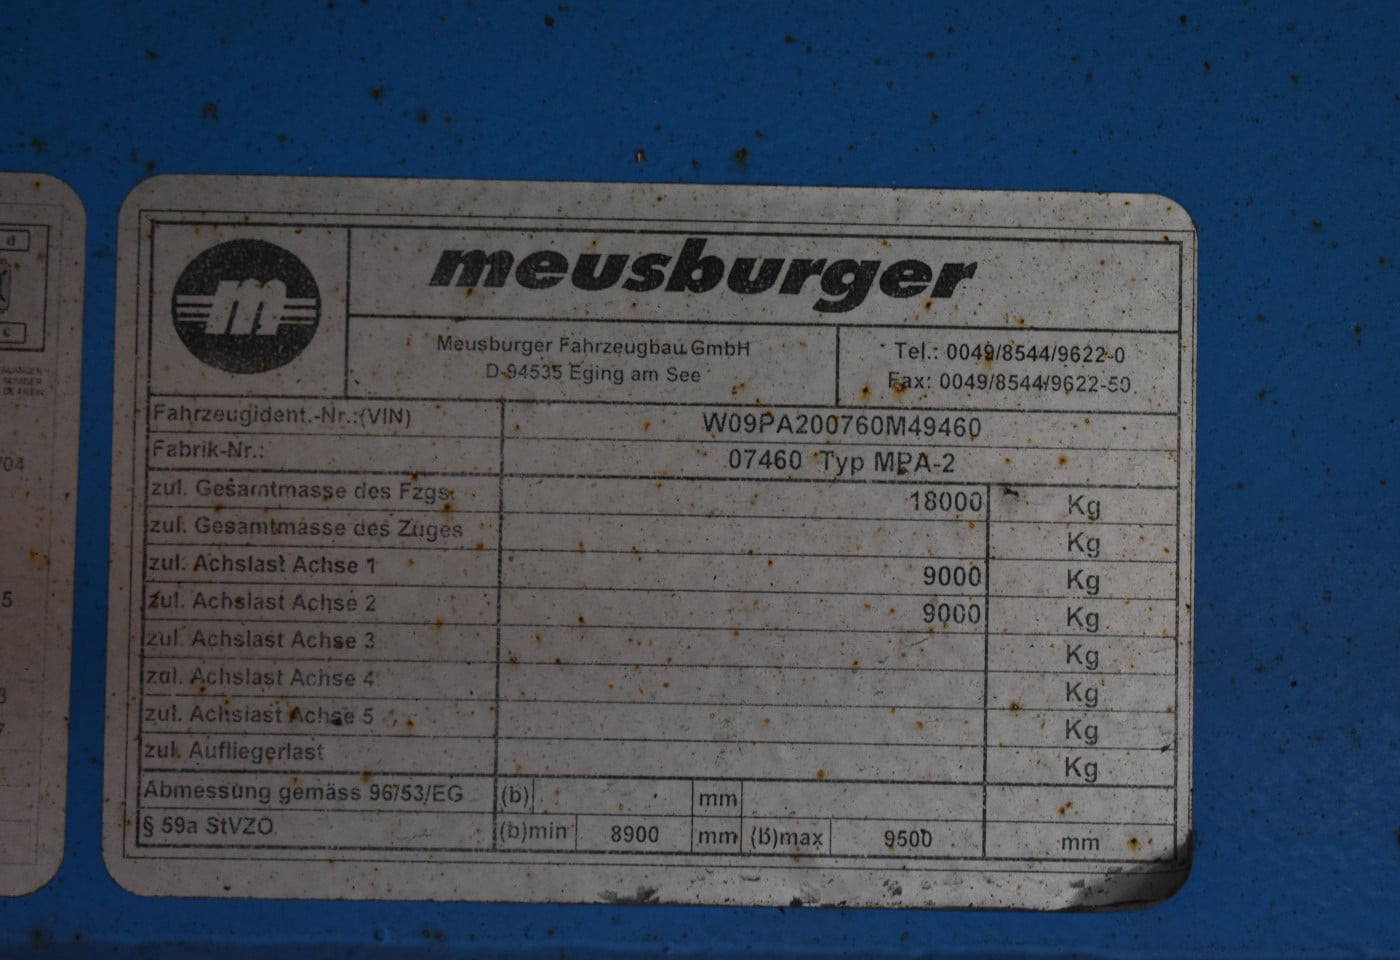 d
c
/04
5
3
7
m
meusburger
Meusburger Fahrzeugbau GmbH
D-94535 Eging am See
Tel.: 0049/8544/9622-0
Fax: 0049/8544/9622-50
Fahrzeugident.-Nr.:(VIN) W09PA200760M49460
Fabrik-Nr.: 07460 Typ MPA-2
zul. Gesamtmasse des Fzgs. 18000 Kg
zul. Gesamtmasse des Zuges Kg
zul. Achslast Achse 1 9000 Kg
zul. Achslast Achse 2 9000 Kg
zul. Achslast Achse 3 Kg
zul. Achslast Achse 4 Kg
zul. Achslast Achse 5 Kg
zul. Aufliegerlast Kg
Abmessung gemäss 96/53/EG (b) mm
§ 59a StVZO (b)min 8900 mm (b)max 9500 mm